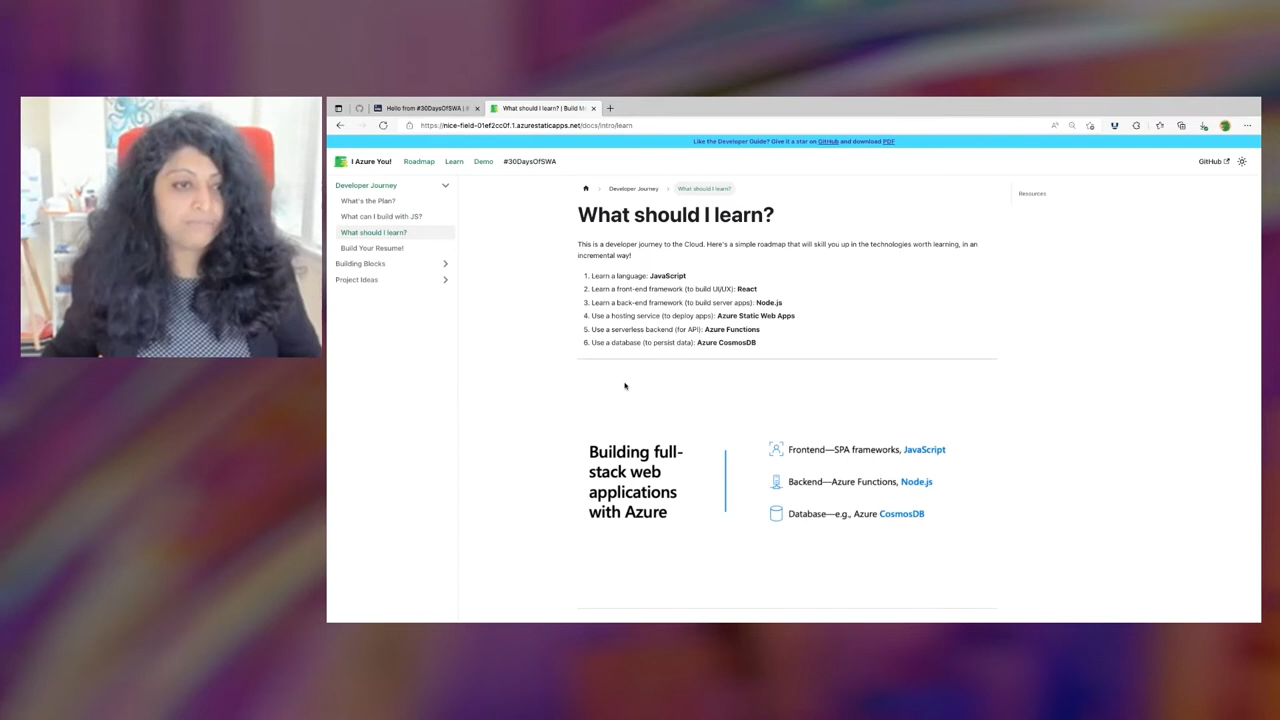 Hello from #30DaysOfSWA |
What should I learn? | Build M
https://nice-field-01ef2cc0f.1.azurestaticapps.net/docs/intro/learn
Like the Developer Guide? Give it a star on GitHub and download PDF
I Azure You!
Roadmap
Learn
Demo
#30DaysOfSWA
GitHub
Developer Journey
What's the Plan?
What can I build with JS?
What should I learn?
Build Your Resume!
Building Blocks
Project Ideas
Developer Journey
What should I learn?
Resources
What should I learn?
This is a developer journey to the Cloud. Here's a simple roadmap that will skill you up in the technologies worth learning, in an
incremental way!
1. Learn a language: JavaScript
2. Learn a front-end framework (to build UI/UX): React
3. Learn a back-end framework (to build server apps): Node.js
4. Use a hosting service (to deploy apps): Azure Static Web Apps
5. Use a serverless backend (for API): Azure Functions
6. Use a database (to persist data): Azure CosmosDB
Building full-
stack web
applications
with Azure
Frontend—SPA frameworks, JavaScript
Backend—Azure Functions, Node.js
Database—e.g., Azure CosmosDB